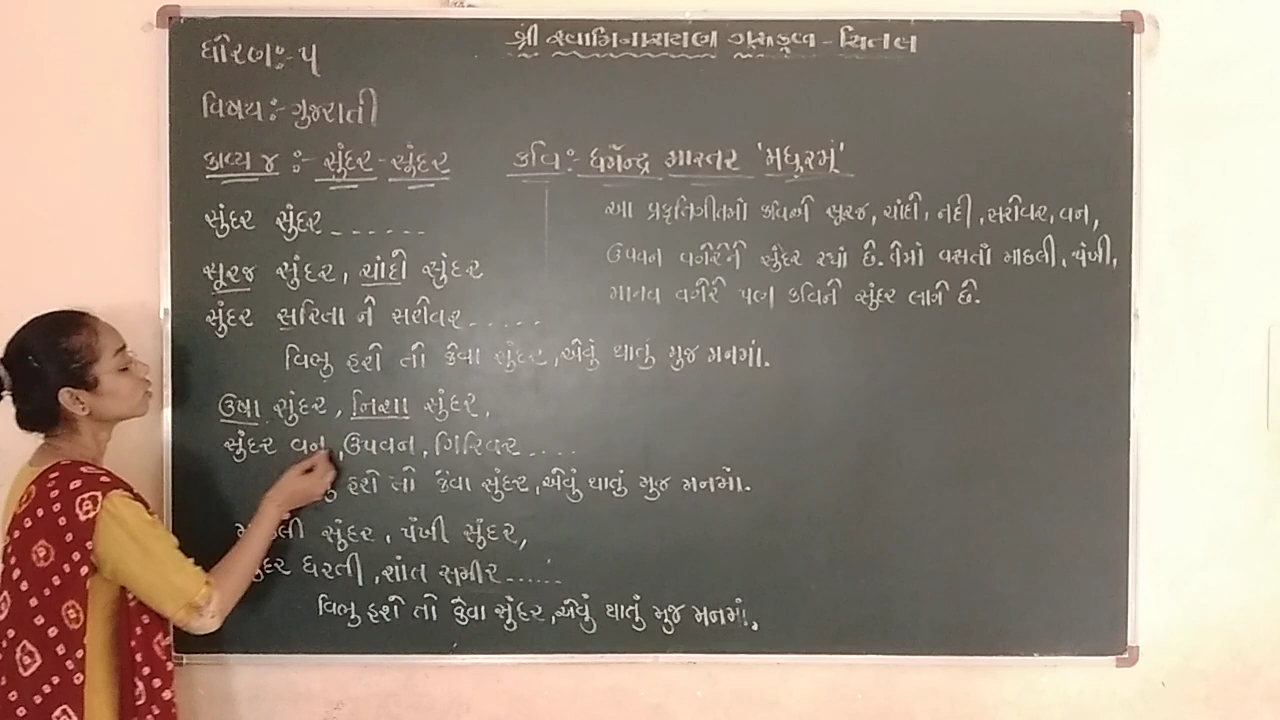 શ્રી સ્વામિનારાયણ ગુરુકુળ - ચિતલ
ધોરણ:- ૫
વિષય:- ગુજરાતી
કાવ્ય ૪ :- સુંદર - સુંદર
કવિ:- ધર્મેન્દ્ર માસ્તર 'મધુરમ્'
સુંદર સુંદર _ _ _ _ _ _
સૂરજ સુંદર, ચાંદો સુંદર
સુંદર સરિતા ને સરોવર.....
વિભુ હશે તો કેવા સુંદર, એવું થાતું મુજ મનમાં.
ઉષા સુંદર, નિશા સુંદર,
સુંદર વન, ઉપવન, ગિરિવર....
હશે તો કેવા સુંદર, એવું થાતું મુજ મનમાં.
સુંદર, પંખી સુંદર,
ધરતી, શાંત સમીર......
વિભુ હશે તો કેવા સુંદર, એવું થાતું મુજ મનમાં.
આ પ્રકૃતિગીતમાં કવિએ સૂરજ, ચાંદો, નદી, સરોવર, વન,
ઉપવન વગેરેને સુંદર કહ્યાં છે. તેમાં વસતાં માછલી, પંખી,
માનવ વગેરે પણ કવિને સુંદર લાગે છે.